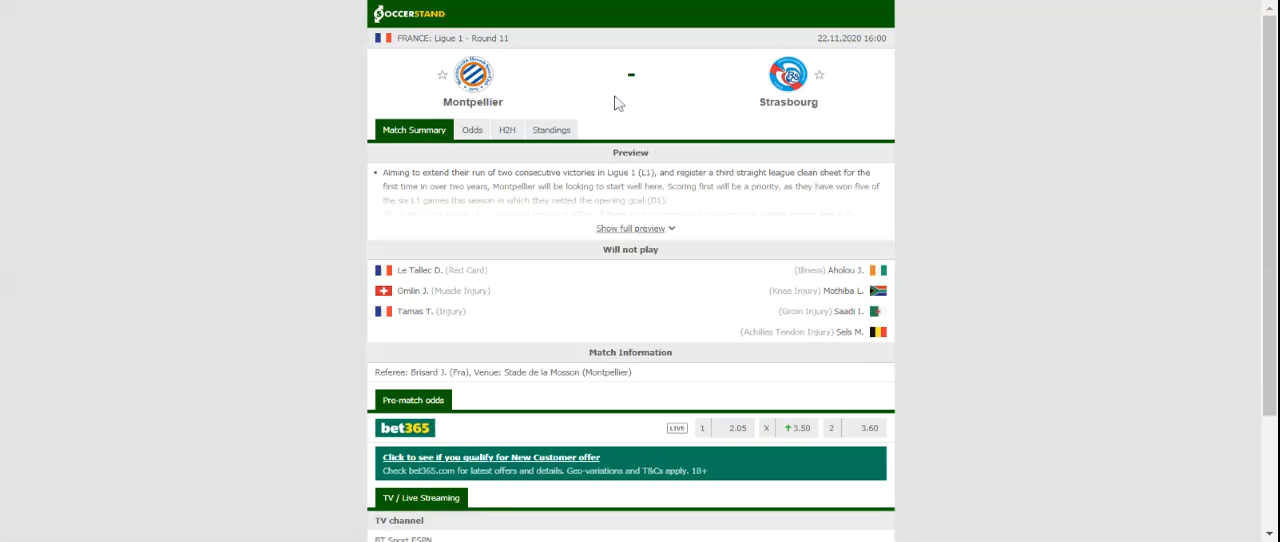 SOCCERSTAND
FRANCE: Ligue 1 - Round 11
22.11.2020 16:00
Montpellier
-
Strasbourg
Match Summary
Odds
H2H
Standings
Preview
Aiming to extend their run of two consecutive victories in Ligue 1 (L1), and register a third straight league clean sheet for the
first time in over two years, Montpellier will be looking to start well here. Scoring first will be a priority, as they have won five of
the six L1 games this season in which they netted the opening goal (D1).
Show full preview
Will not play
Le Tallec D. (Red Card)
(Illness) Aholou J.
Omlin J. (Muscle Injury)
(Knee Injury) Mothiba L.
Tamas T. (Injury)
(Groin Injury) Saadi I.
(Achilles Tendon Injury) Sels M.
Match Information
Referee: Brisard J. (Fra), Venue: Stade de la Mosson (Montpellier)
Pre-match odds
bet365
LIVE
1 2.05
X 3.50
2 3.60
Click to see if you qualify for New Customer offer
Check bet365.com for latest offers and details. Geo-variations and T&Cs apply. 18+
TV / Live Streaming
TV channel
BT Sport ESPN